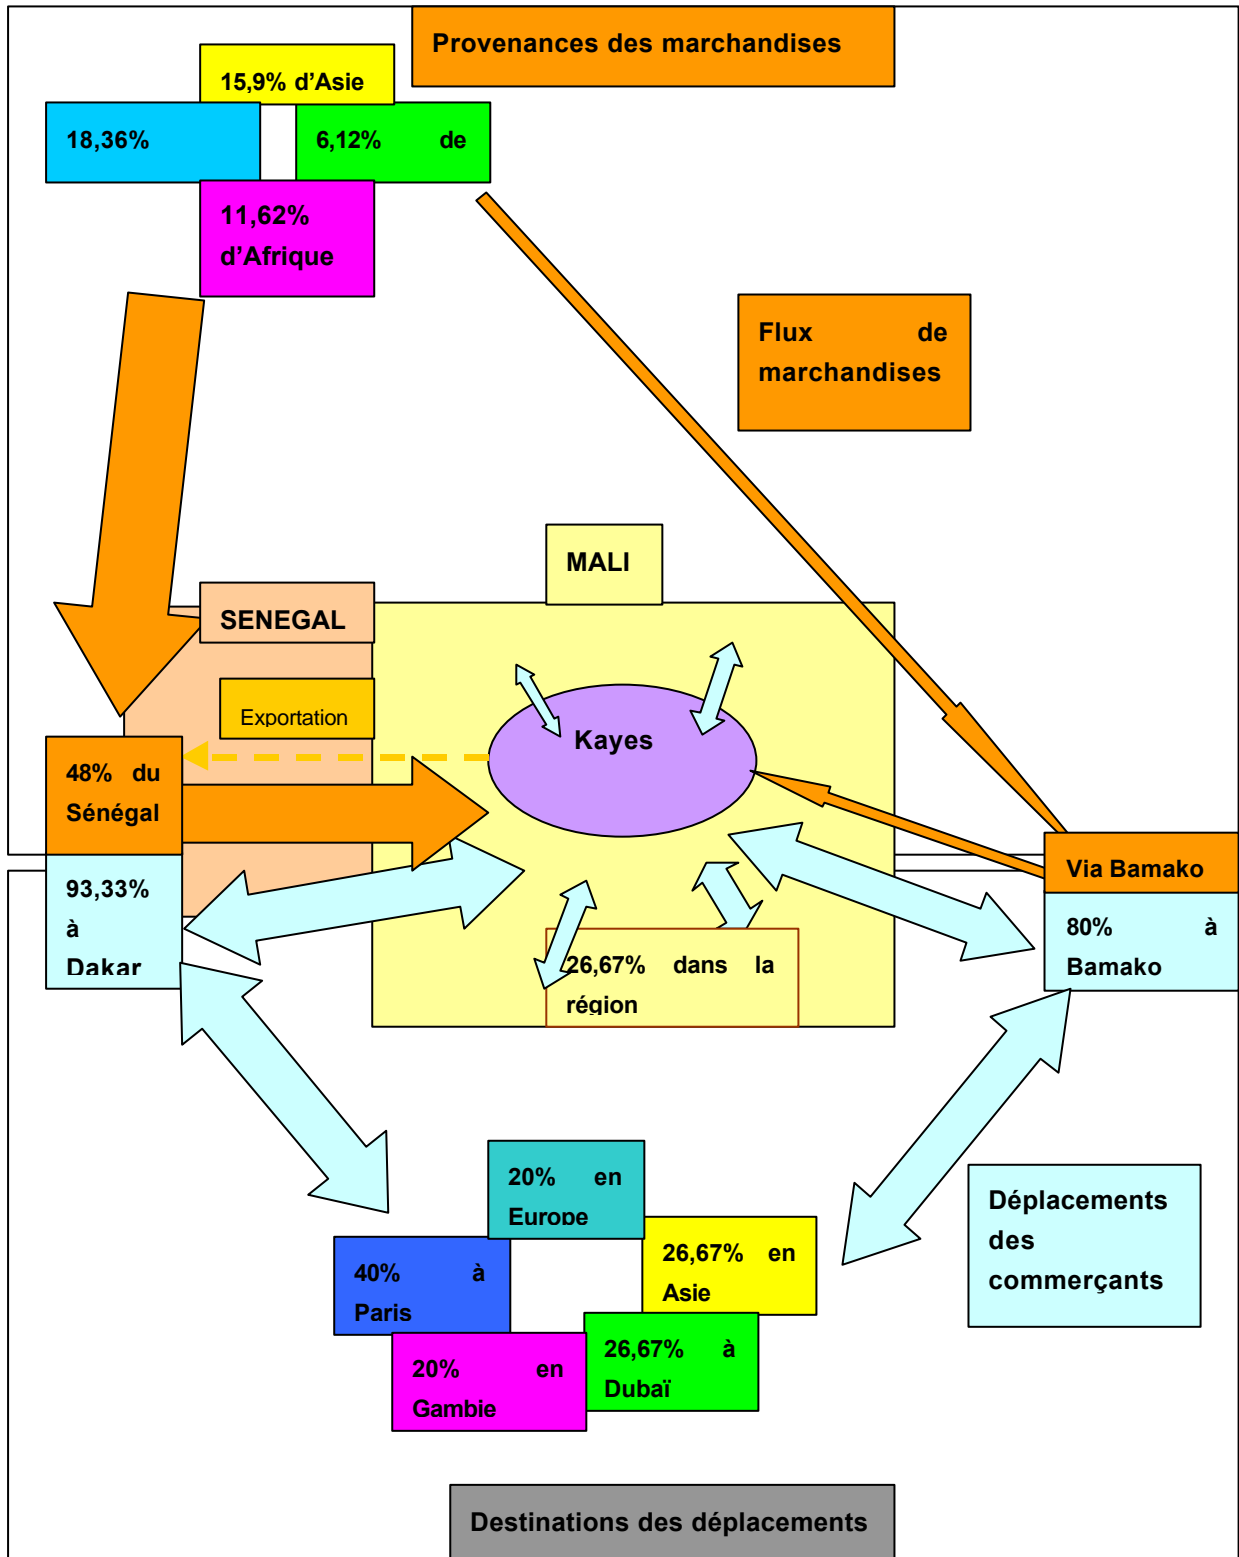 Provenances des marchandises
15,9% d’Asie
18,36%
6,12% de
11,62%
d’Afrique
Flux de
marchandises
MALI
SENEGAL
Exportation
Kayes
48% du
Sénégal
93,33%
à
Dakar
Via Bamako
80% à
Bamako
26,67% dans la
région
20% en
Europe
40% à
Paris
26,67% en
Asie
20% en
Gambie
26,67% à
Dubaï
Déplacements
des
commerçants
Destinations des déplacements